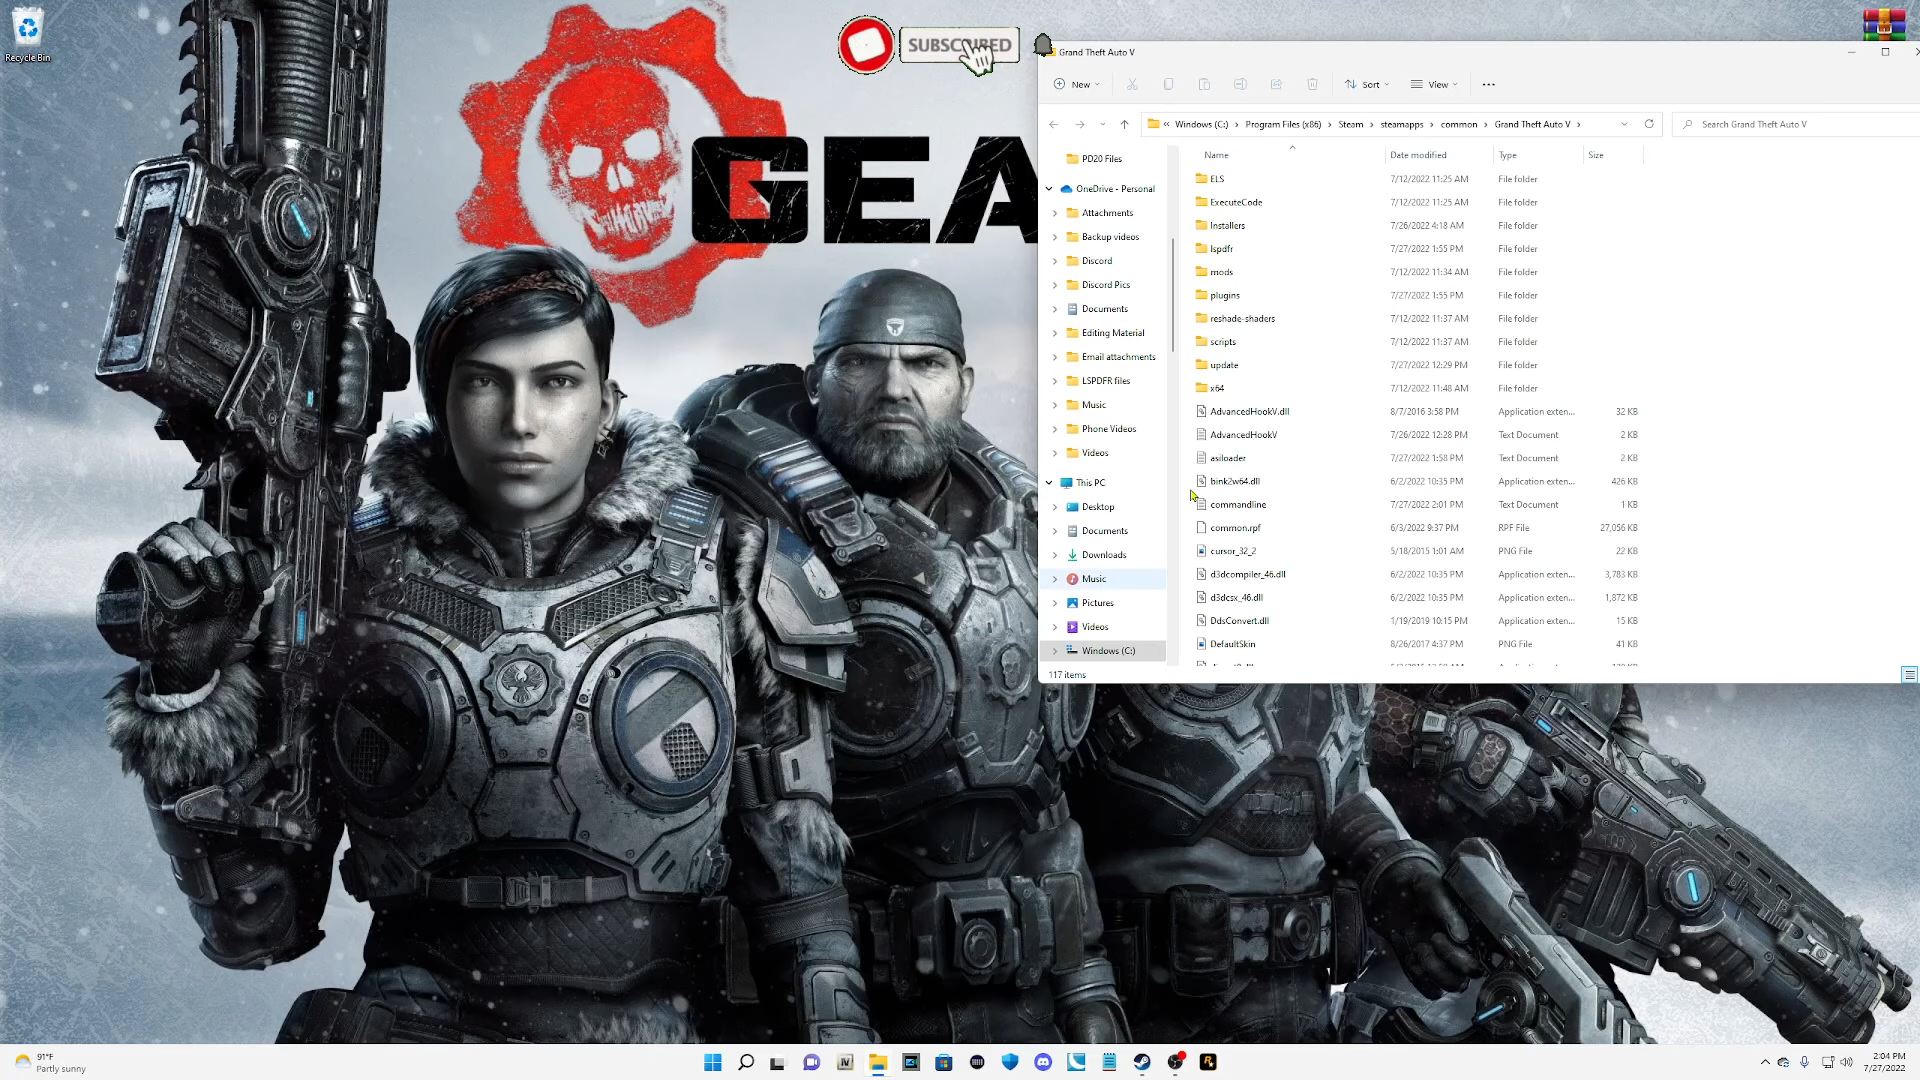 Recycle Bin
GEA
SUBSCRIBED
Grand Theft Auto V
New
Sort
View
« Windows (C:) > Program Files (x86) > Steam > steamapps > common > Grand Theft Auto V >
Search Grand Theft Auto V
PD20 Files
OneDrive - Personal
Attachments
Backup videos
Discord
Discord Pics
Documents
Editing Material
Email attachments
LSPDFR files
Music
Phone Videos
Videos
This PC
Desktop
Documents
Downloads
Music
Pictures
Videos
Windows (C:)
Name Date modified Type Size
ELS 7/12/2022 11:25 AM File folder
ExecuteCode 7/12/2022 11:25 AM File folder
Installers 7/26/2022 4:18 AM File folder
lspdfr 7/27/2022 1:55 PM File folder
mods 7/12/2022 11:34 AM File folder
plugins 7/27/2022 1:55 PM File folder
reshade-shaders 7/12/2022 11:37 AM File folder
scripts 7/12/2022 11:37 AM File folder
update 7/27/2022 12:29 PM File folder
x64 7/12/2022 11:48 AM File folder
AdvancedHookV.dll 8/7/2016 3:58 PM Application exten... 32 KB
AdvancedHookV 7/26/2022 12:28 PM Text Document 2 KB
asiloader 7/27/2022 1:58 PM Text Document 2 KB
bink2w64.dll 6/2/2022 10:35 PM Application exten... 426 KB
commandline 7/27/2022 2:01 PM Text Document 1 KB
common.rpf 6/3/2022 9:37 PM RPF File 27,056 KB
cursor_32_2 5/18/2015 1:01 AM PNG File 22 KB
d3dcompiler_46.dll 6/2/2022 10:35 PM Application exten... 3,783 KB
d3dcsx_46.dll 6/2/2022 10:35 PM Application exten... 1,872 KB
DdsConvert.dll 1/19/2019 10:15 PM Application exten... 15 KB
DefaultSkin 8/26/2017 4:37 PM PNG File 41 KB
117 items
91°F
Partly sunny
IV
2:04 PM
7/27/2022